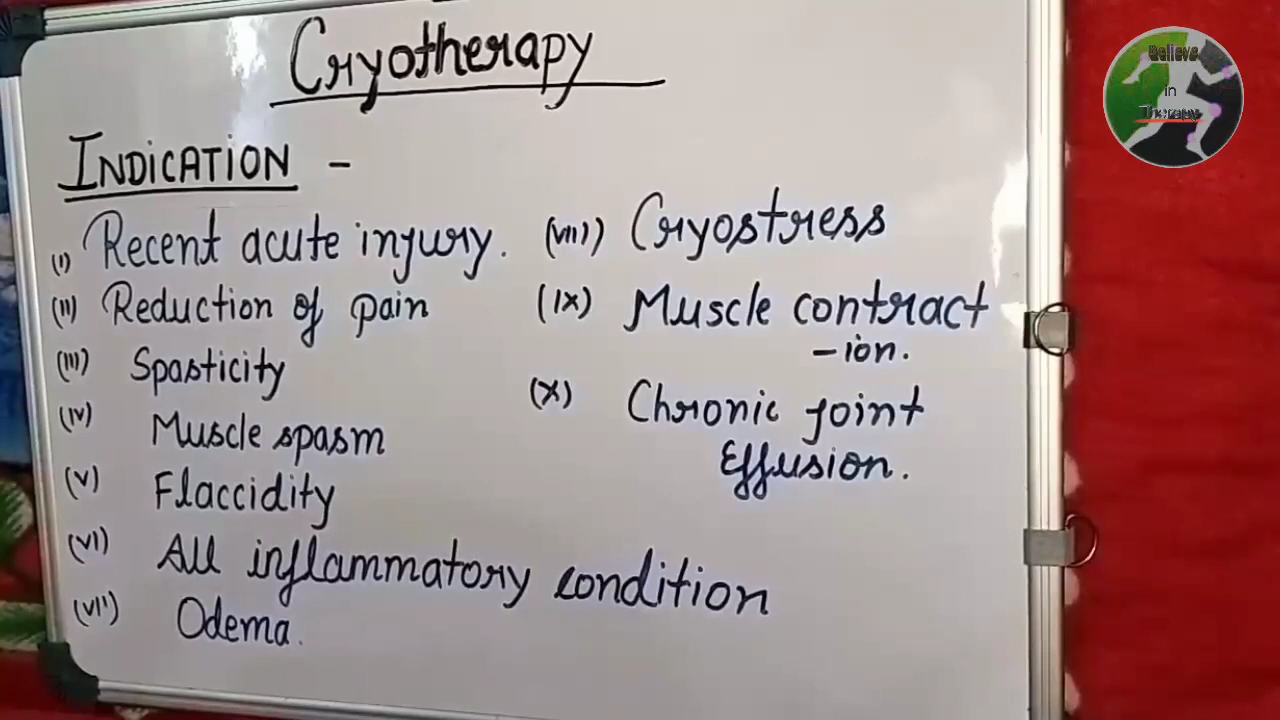 Cryotherapy
INDICATION -
(I) Recent acute injury.
(II) Reduction of pain
(III) Spasticity
(IV) Muscle spasm
(V) Flaccidity
(VI) All inflammatory condition
(VII) Odema.
(VIII) Cryostress
(IX) Muscle contract
-ion.
(X) Chronic joint
Effusion.
Believe
in
Therapy